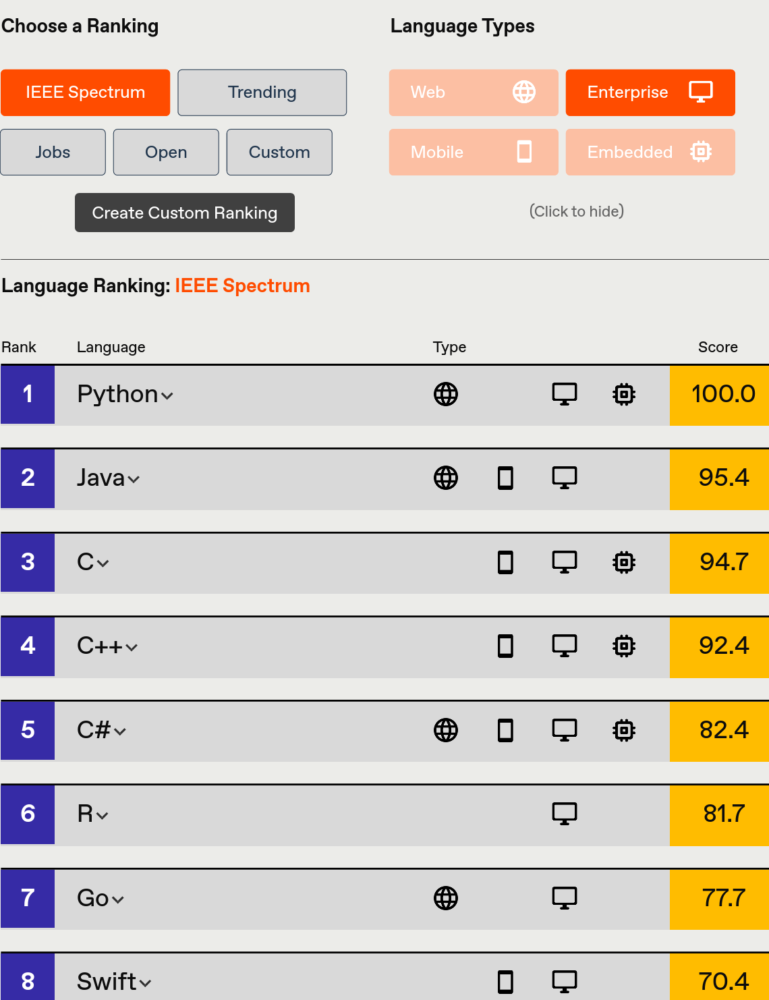 Choose a Ranking
Language Types
IEEE Spectrum
Trending
Web
Enterprise
Jobs
Open
Custom
Mobile
Embedded
Create Custom Ranking
(Click to hide)
Language Ranking: IEEE Spectrum
Rank Language Type Score
1 Python 100.0
2 Java 95.4
3 C 94.7
4 C++ 92.4
5 C# 82.4
6 R 81.7
7 Go 77.7
8 Swift 70.4